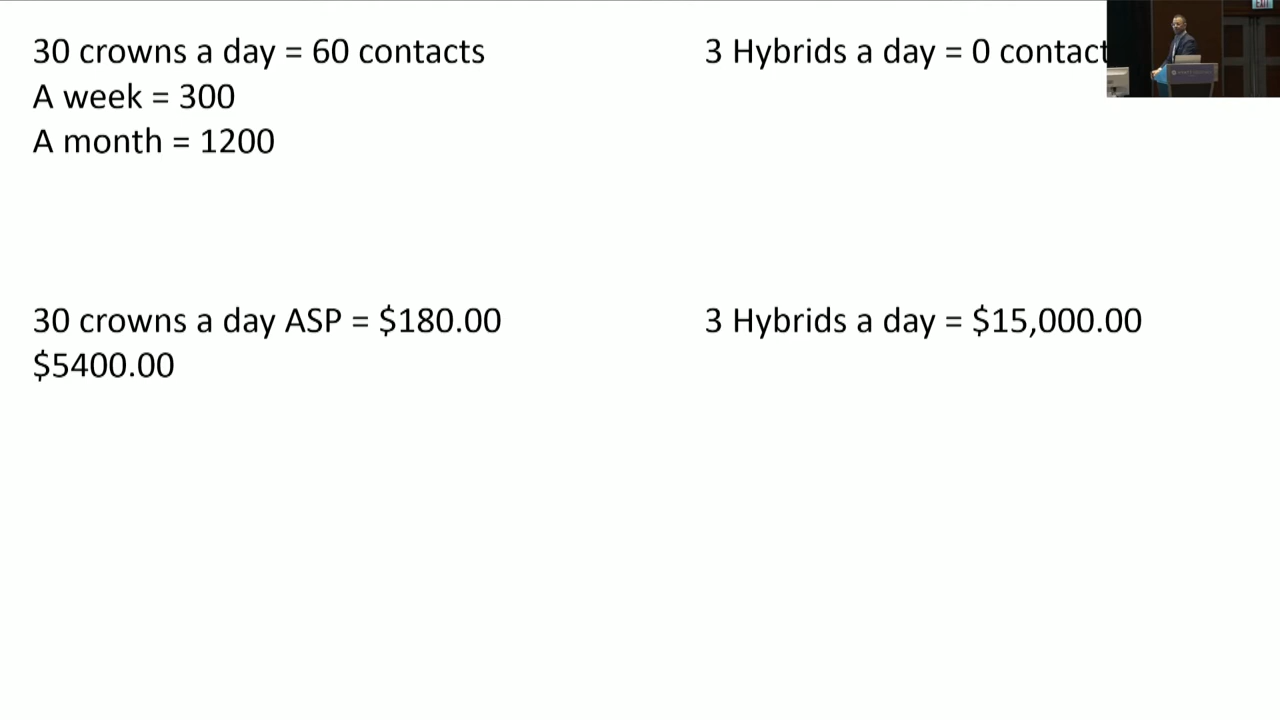 30 crowns a day = 60 contacts
A week = 300
A month = 1200
3 Hybrids a day = 0 contact
30 crowns a day ASP = $180.00
$5400.00
3 Hybrids a day = $15,000.00
EXIT